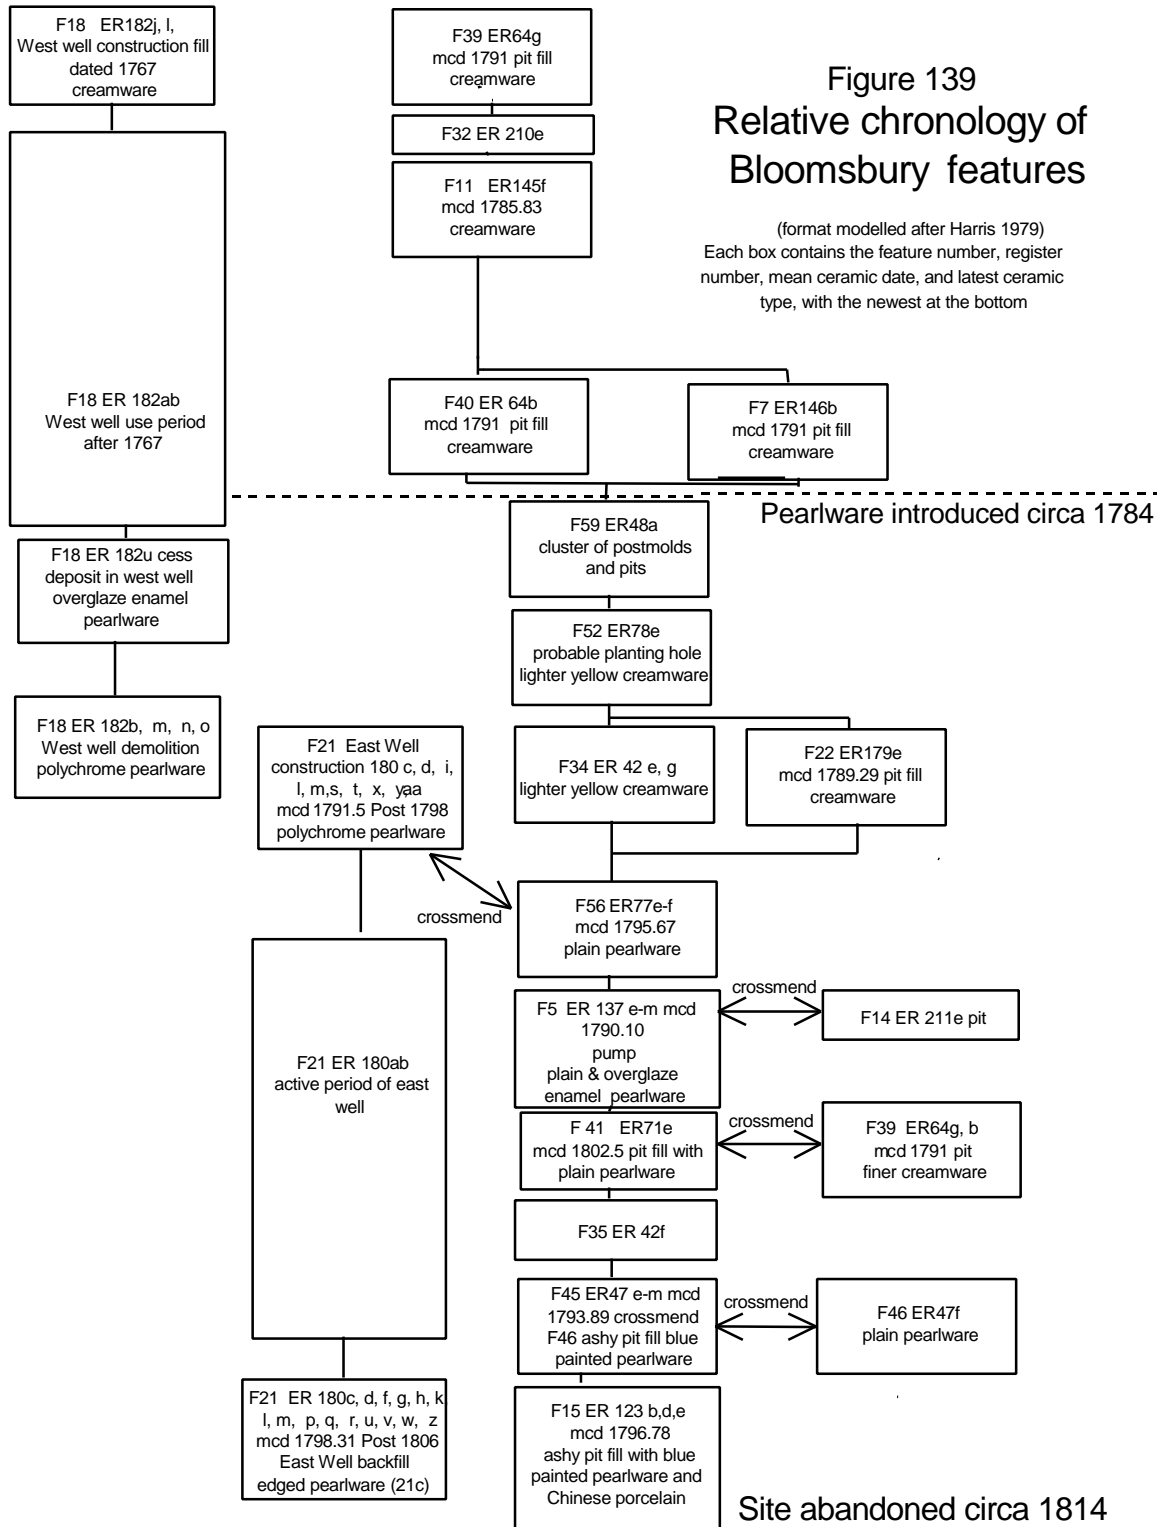 F18 ER182j, l,
West well construction fill
dated 1767
creamware
F39 ER64g
mcd 1791 pit fill
creamware
Figure 139
Relative chronology of
Bloomsbury features
(format modelled after Harris 1979)
Each box contains the feature number, register
number, mean ceramic date, and latest ceramic
type, with the newest at the bottom
F32 ER 210e
F11 ER145f
mcd 1785.83
creamware
F18 ER 182ab
West well use period
after 1767
F40 ER 64b
mcd 1791 pit fill
creamware
F7 ER146b
mcd 1791 pit fill
creamware
Pearlware introduced circa 1784
F59 ER48a
cluster of postmolds
and pits
F18 ER 182u cess
deposit in west well
overglaze enamel
pearlware
F52 ER78e
probable planting hole
lighter yellow creamware
F18 ER 182b, m, n, o
West well demolition
polychrome pearlware
F21 East Well
construction 180 c, d, i,
l, m,s, t, x, y,aa
mcd 1791.5 Post 1798
polychrome pearlware
F34 ER 42 e, g
lighter yellow creamware
F22 ER179e
mcd 1789.29 pit fill
creamware
crossmend
F56 ER77e-f
mcd 1795.67
plain pearlware
F5 ER 137 e-m mcd
1790.10
pump
plain & overglaze
enamel pearlware
crossmend
F14 ER 211e pit
F21 ER 180ab
active period of east
well
F 41 ER71e
mcd 1802.5 pit fill with
plain pearlware
crossmend
F39 ER64g, b
mcd 1791 pit
finer creamware
F35 ER 42f
F45 ER47 e-m mcd
1793.89 crossmend
F46 ashy pit fill blue
painted pearlware
crossmend
F46 ER47f
plain pearlware
F21 ER 180c, d, f, g, h, k,
l, m, p, q, r, u, v, w, z
mcd 1798.31 Post 1806
East Well backfill
edged pearlware (21c)
F15 ER 123 b,d,e
mcd 1796.78
ashy pit fill with blue
painted pearlware and
Chinese porcelain
Site abandoned circa 1814